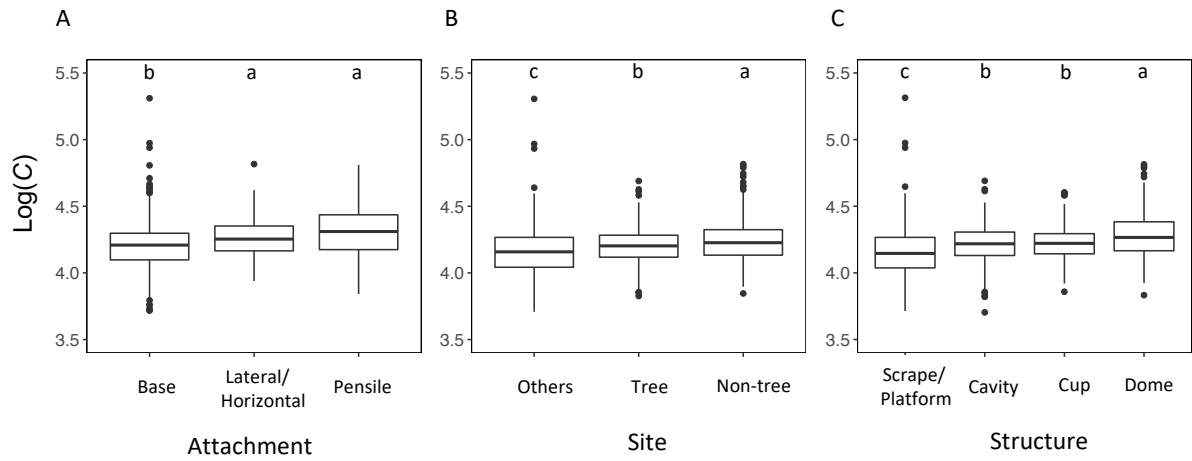 A
B
C
b a a
c b a
c b b a
5.5 5.5 5.5
5.0 5.0 5.0
4.5 4.5 4.5
4.0 4.0 4.0
3.5 3.5 3.5
Log(C)
Base
Lateral/
Horizontal
Pensile
Others
Tree
Non-tree
Scrape/
Platform
Cavity
Cup
Dome
Attachment
Site
Structure